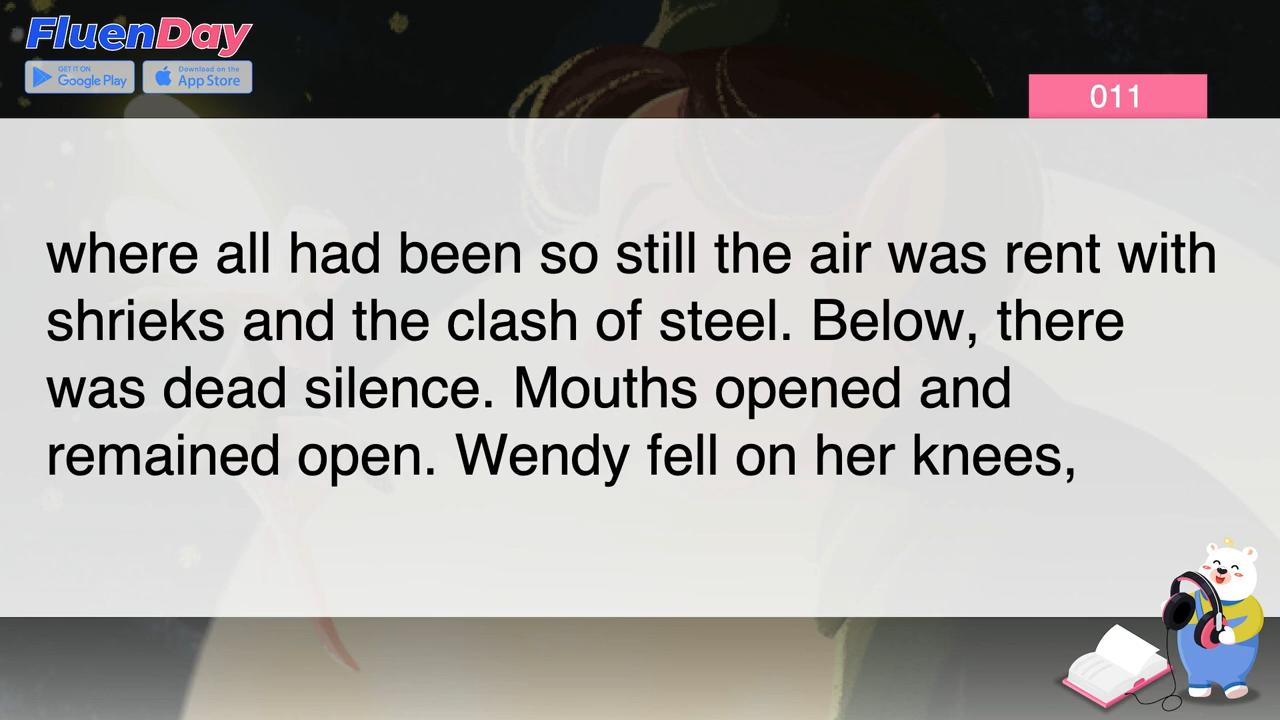 FluenDay
GET IT ON
Google Play
Download on the
App Store
011
where all had been so still the air was rent with
shrieks and the clash of steel. Below, there
was dead silence. Mouths opened and
remained open. Wendy fell on her knees,